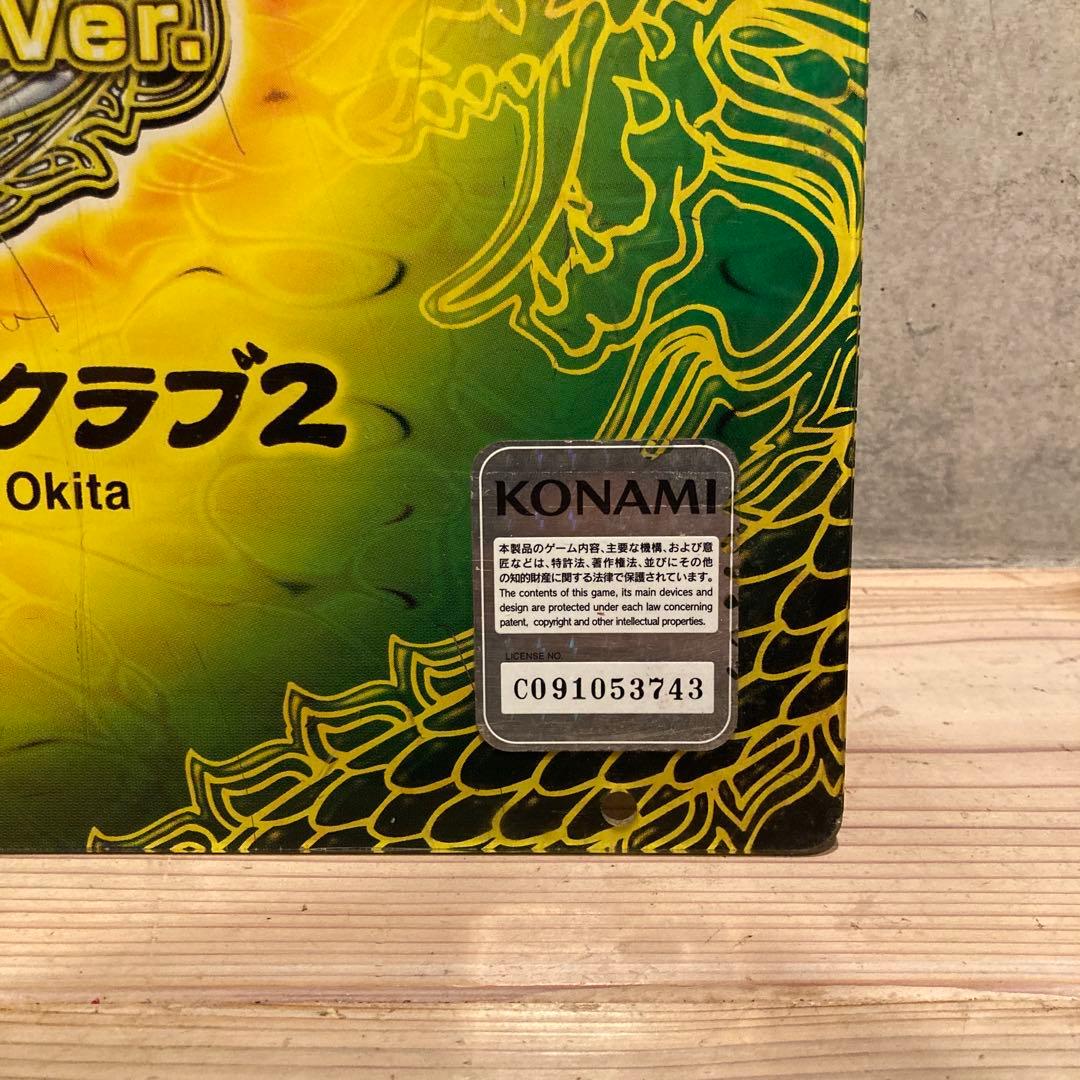 Ver.
クラブ2
Okita
KONAMI
本製品のゲーム内容、主要な機構、および意
匠などは、特許法、著作権法、並びにその他
の知的財産に関する法律で保護されています。
The contents of this game, its main devices and
design are protected under each law concerning
patent, copyright and other intellectual properties.
LICENSE NO.
C091053743